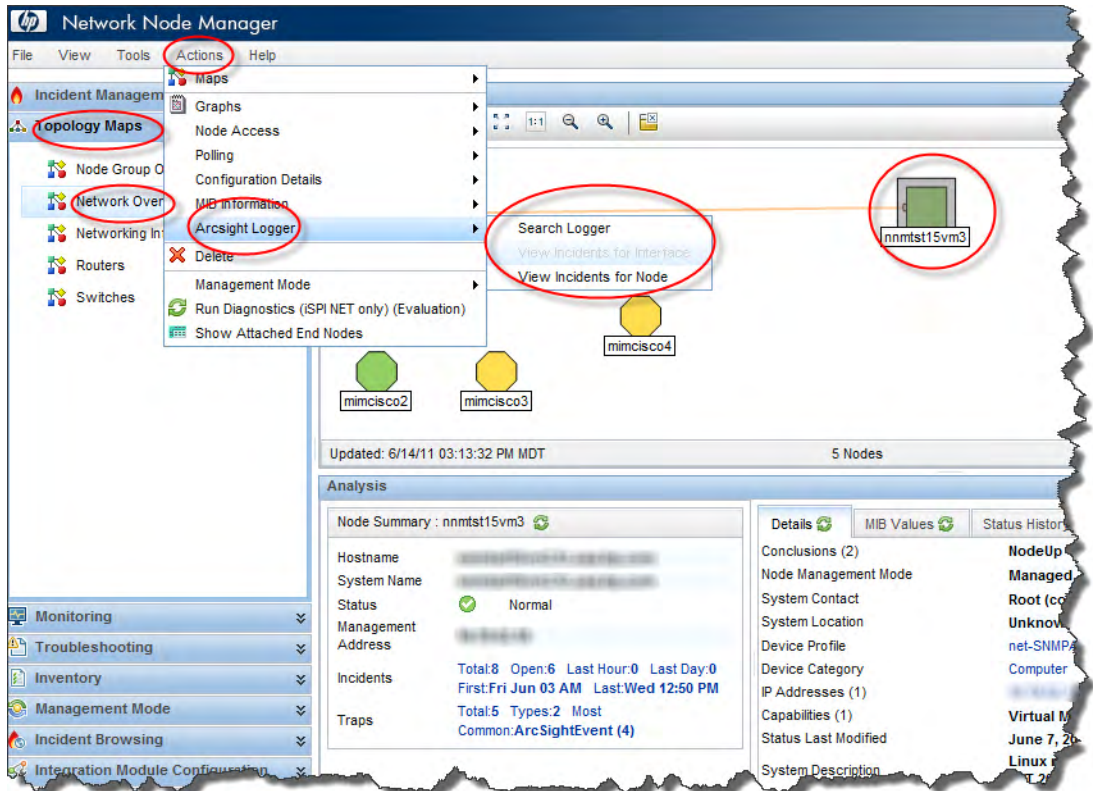 hp Network Node Manager
File View Tools Actions Help
Incident Managem
Topology Maps
Node Group O
Network Over
Networking In
Routers
Switches
Maps
Graphs
Node Access
Polling
Configuration Details
MIB Information
Arcsight Logger
Delete
Management Mode
Run Diagnostics (iSPI NET only) (Evaluation)
Show Attached End Nodes
Search Logger
View Incidents for Interface
View Incidents for Node
1:1
nnmtst15vm3
mimcisco4
mimcisco2
mimcisco3
Updated: 6/14/11 03:13:32 PM MDT 5 Nodes
Analysis
Node Summary : nnmtst15vm3
Hostname
System Name
Status Normal
Management
Address
Incidents Total:8 Open:6 Last Hour:0 Last Day:0
First:Fri Jun 03 AM Last:Wed 12:50 PM
Traps Total:5 Types:2 Most
Common:ArcSightEvent (4)
Details MIB Values Status History
Conclusions (2) NodeUp
Node Management Mode Managed
System Contact Root (co
System Location Unknow
Device Profile net-SNMPA
Device Category Computer
IP Addresses (1)
Capabilities (1) Virtual M
Status Last Modified June 7, 20
System Description Linux
Monitoring
Troubleshooting
Inventory
Management Mode
Incident Browsing
Integration Module Configuration